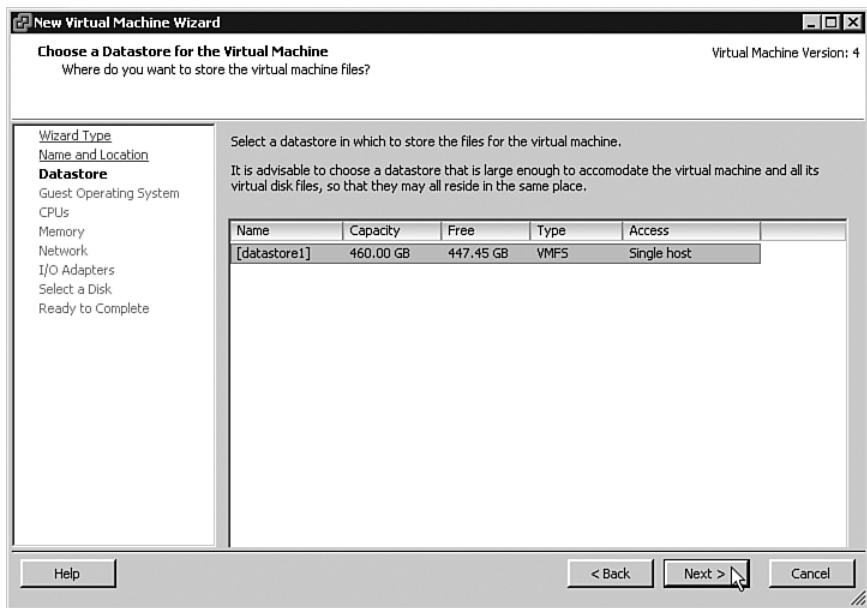 New Virtual Machine Wizard
Choose a Datastore for the Virtual Machine
Where do you want to store the virtual machine files?
Virtual Machine Version: 4
Wizard Type
Name and Location
Datastore
Guest Operating System
CPUs
Memory
Network
I/O Adapters
Select a Disk
Ready to Complete
Select a datastore in which to store the files for the virtual machine.
It is advisable to choose a datastore that is large enough to accomodate the virtual machine and all its
virtual disk files, so that they may all reside in the same place.
Name Capacity Free Type Access
[datastore1] 460.00 GB 447.45 GB VMFS Single host
Help < Back Next > Cancel